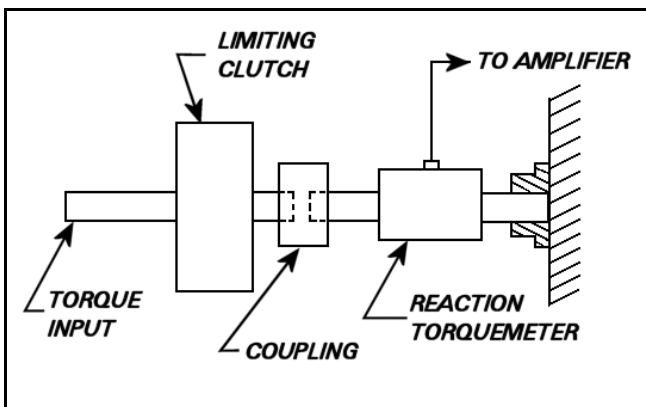 LIMITING
CLUTCH
TO AMPLIFIER
TORQUE
INPUT
COUPLING
REACTION
TORQUEMETER